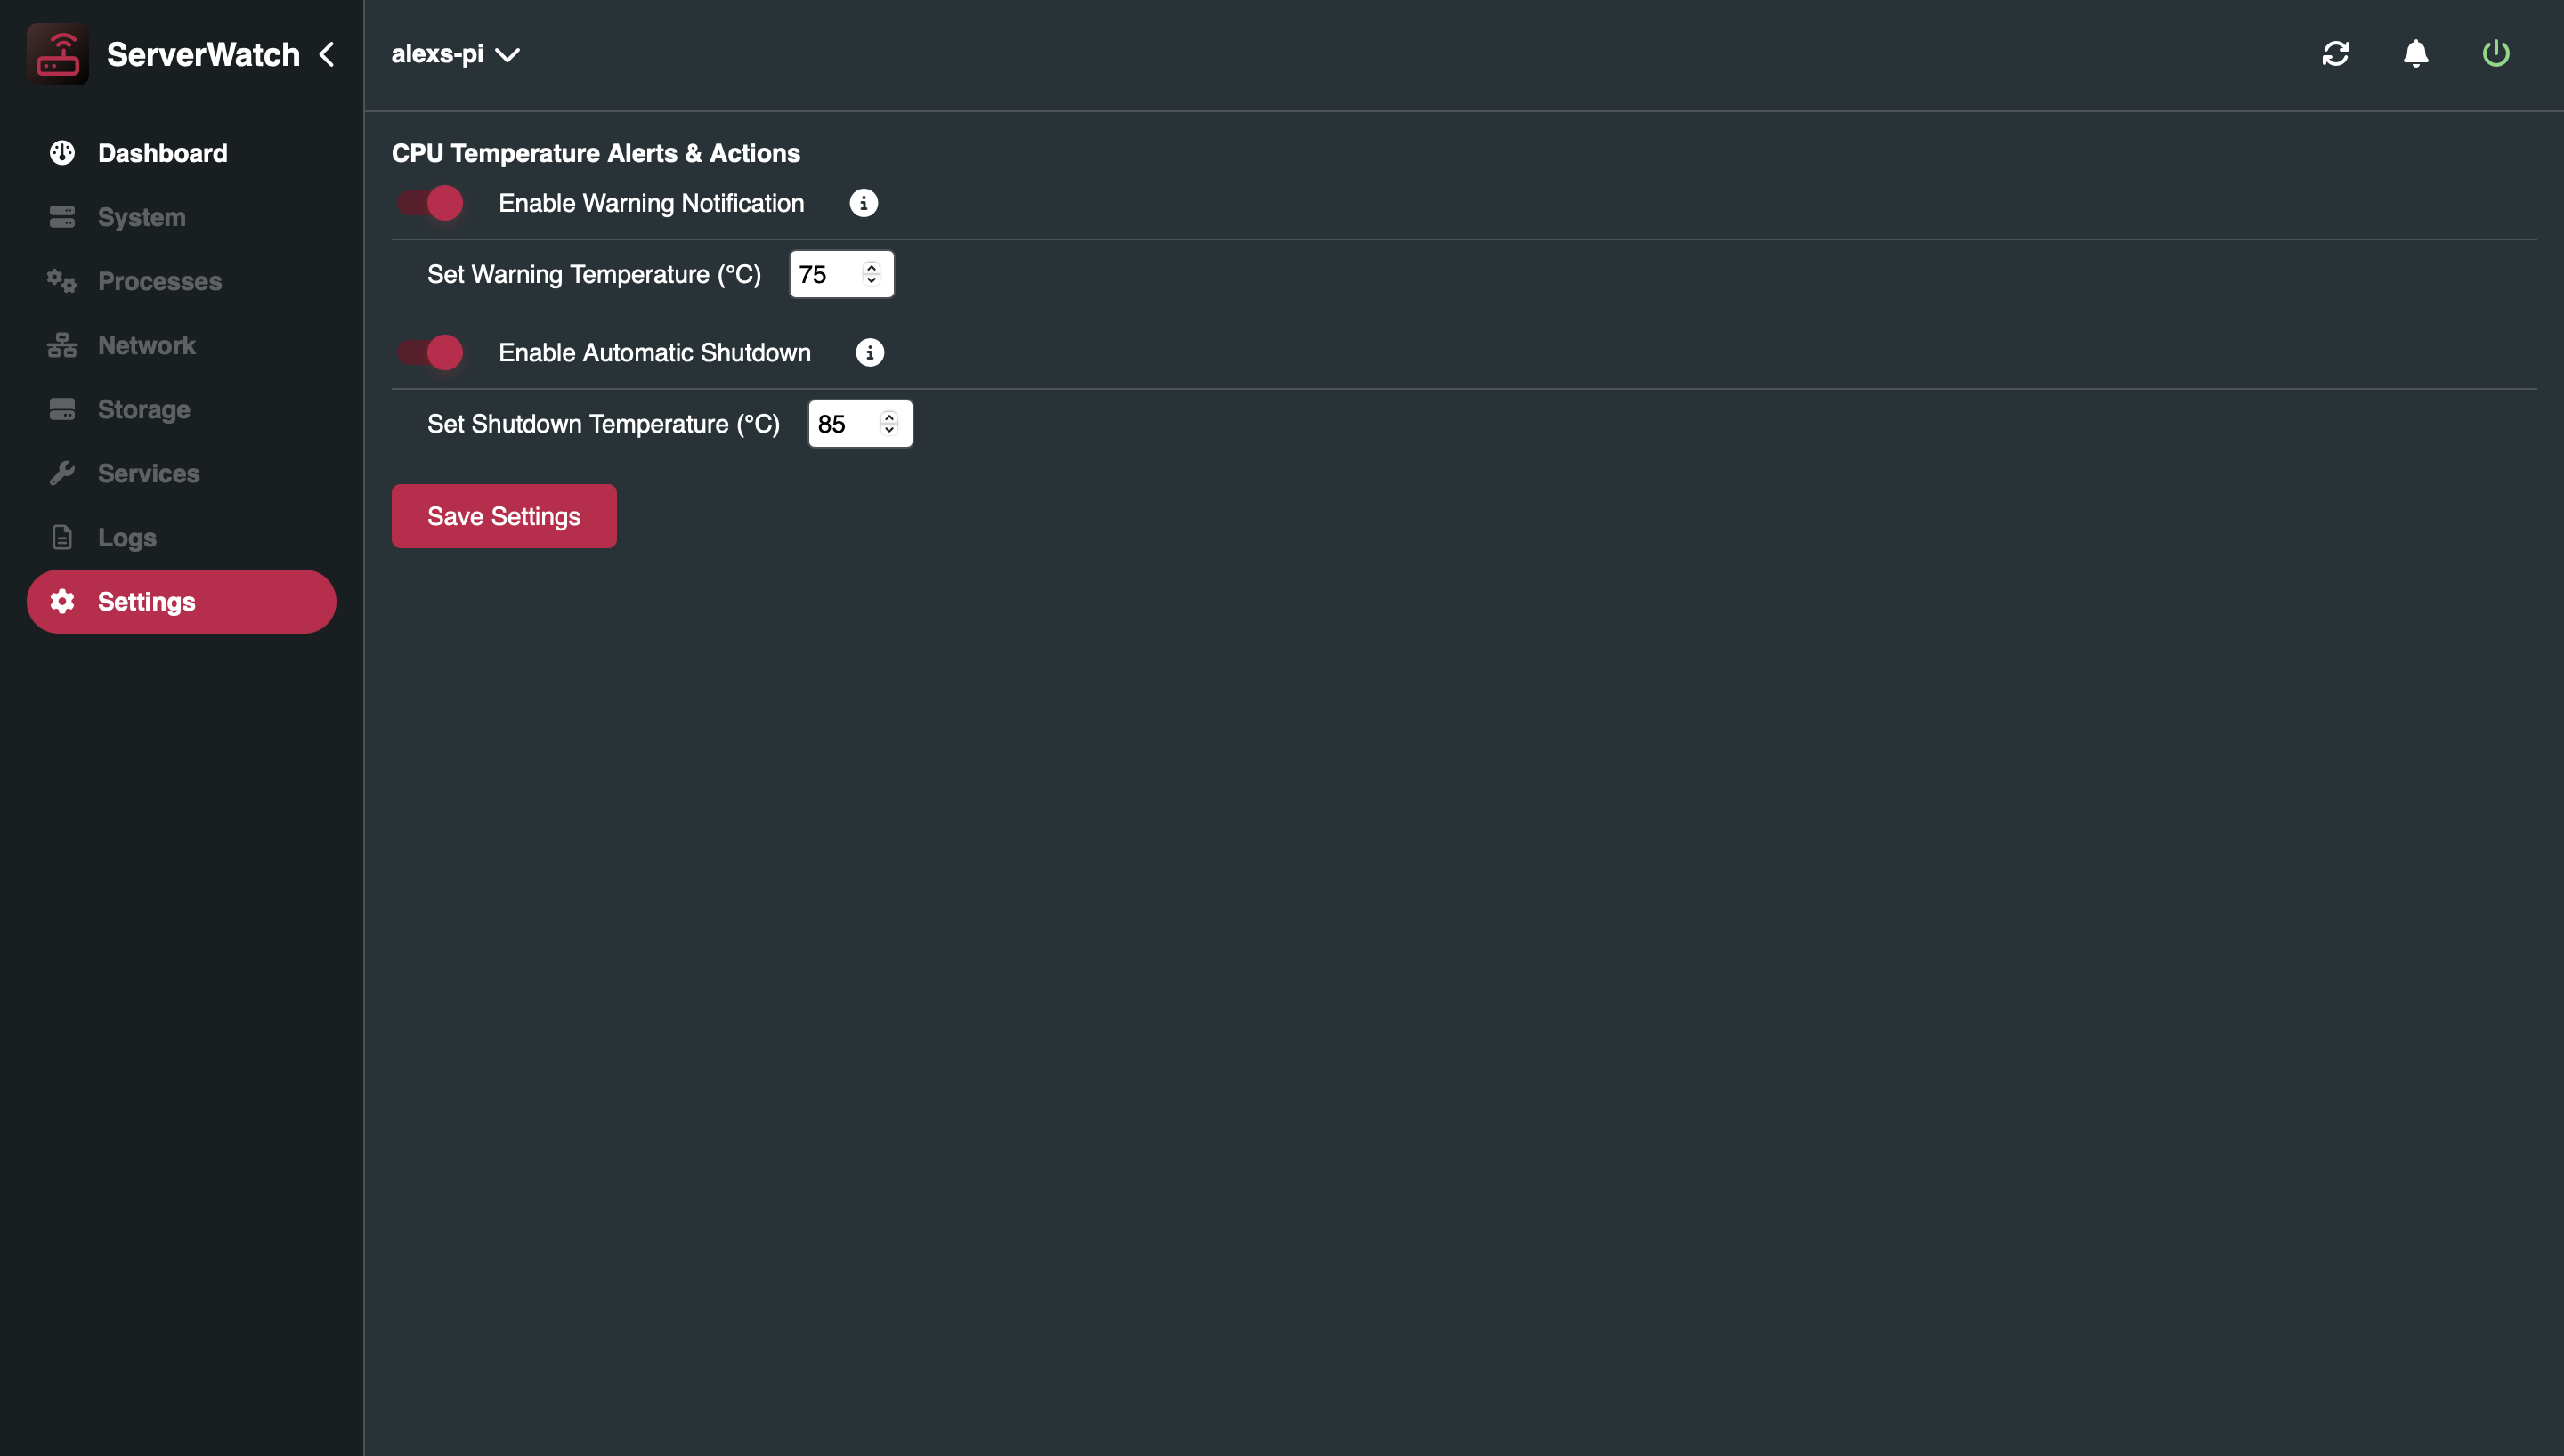 ServerWatch
alexs-pi
Dashboard
System
Processes
Network
Storage
Services
Logs
Settings
CPU Temperature Alerts & Actions
Enable Warning Notification
Set Warning Temperature (°C) 75
Enable Automatic Shutdown
Set Shutdown Temperature (°C) 85
Save Settings